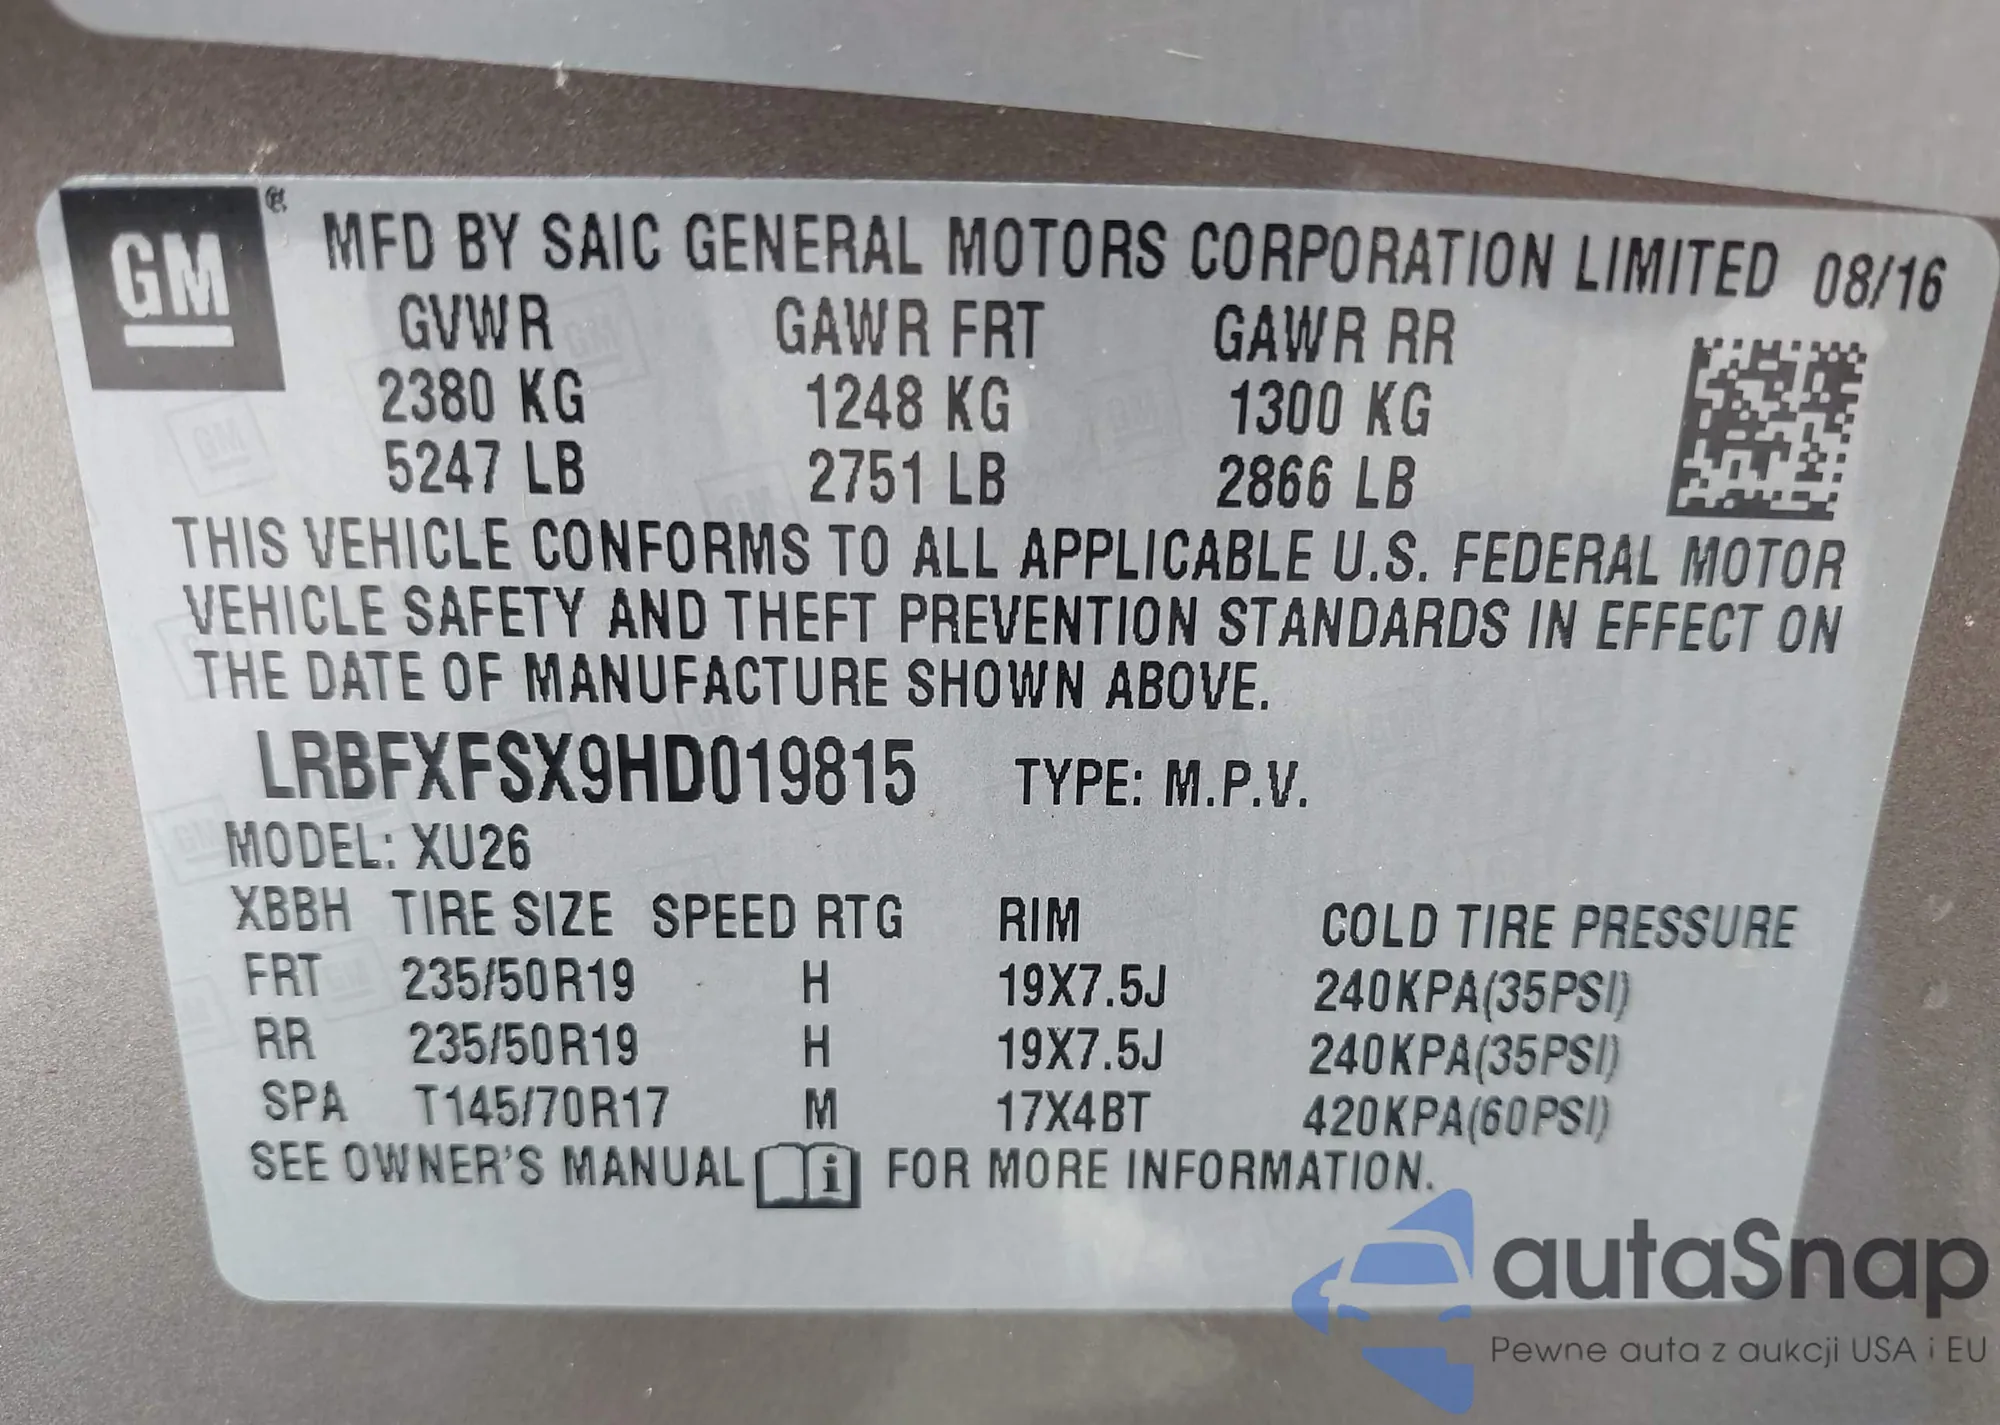 GM ®
MFD BY SAIC GENERAL MOTORS CORPORATION LIMITED 08/16
GVWR GAWR FRT GAWR RR
2380 KG 1248 KG 1300 KG
5247 LB 2751 LB 2866 LB
THIS VEHICLE CONFORMS TO ALL APPLICABLE U.S. FEDERAL MOTOR
VEHICLE SAFETY AND THEFT PREVENTION STANDARDS IN EFFECT ON
THE DATE OF MANUFACTURE SHOWN ABOVE.
LRBFXFSX9HD019815 TYPE: M.P.V.
MODEL: XU26
XBBH TIRE SIZE SPEED RTG RIM COLD TIRE PRESSURE
FRT 235/50R19 H 19X7.5J 240KPA(35PSI)
RR 235/50R19 H 19X7.5J 240KPA(35PSI)
SPA T145/70R17 M 17X4BT 420KPA(60PSI)
SEE OWNER'S MANUAL i FOR MORE INFORMATION.
autaSnap
Pewne auta z aukcji USA i EU